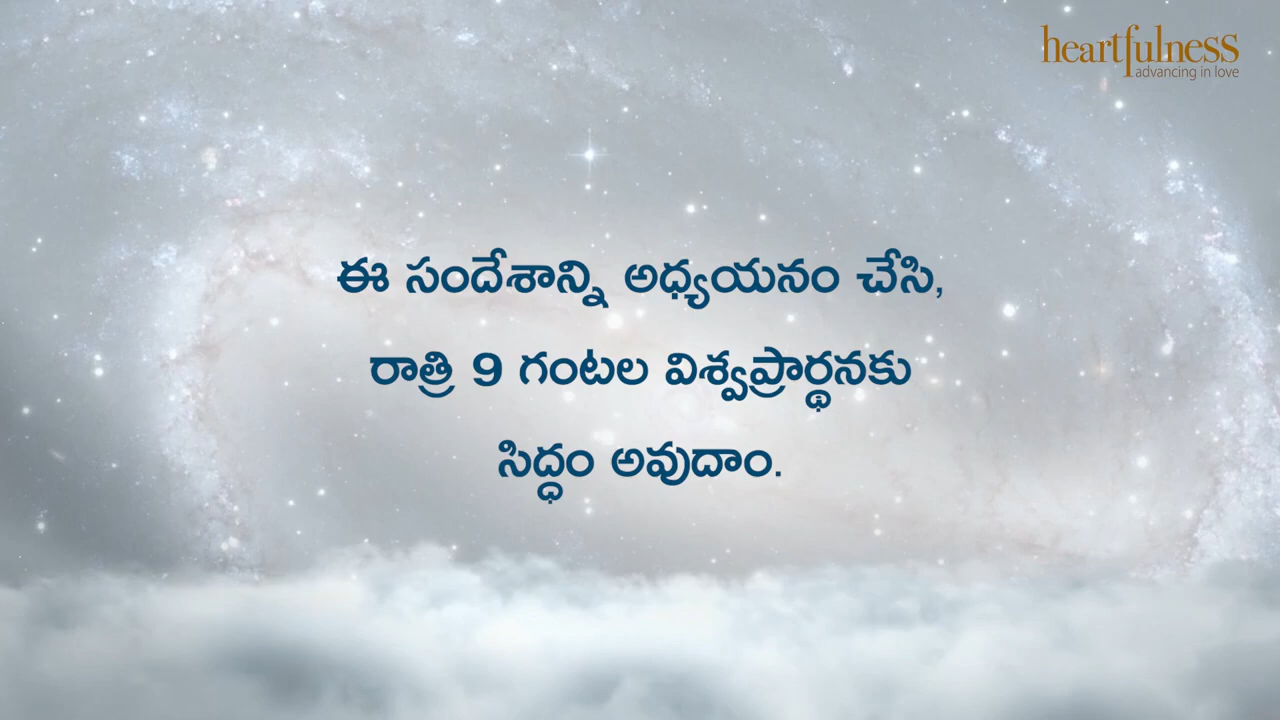 heartfulness
advancing in love
ఈ సందేశాన్ని అధ్యయనం చేసి,
రాత్రి 9 గంటల విశ్వప్రార్థనకు
సిద్ధం అవుదాం.